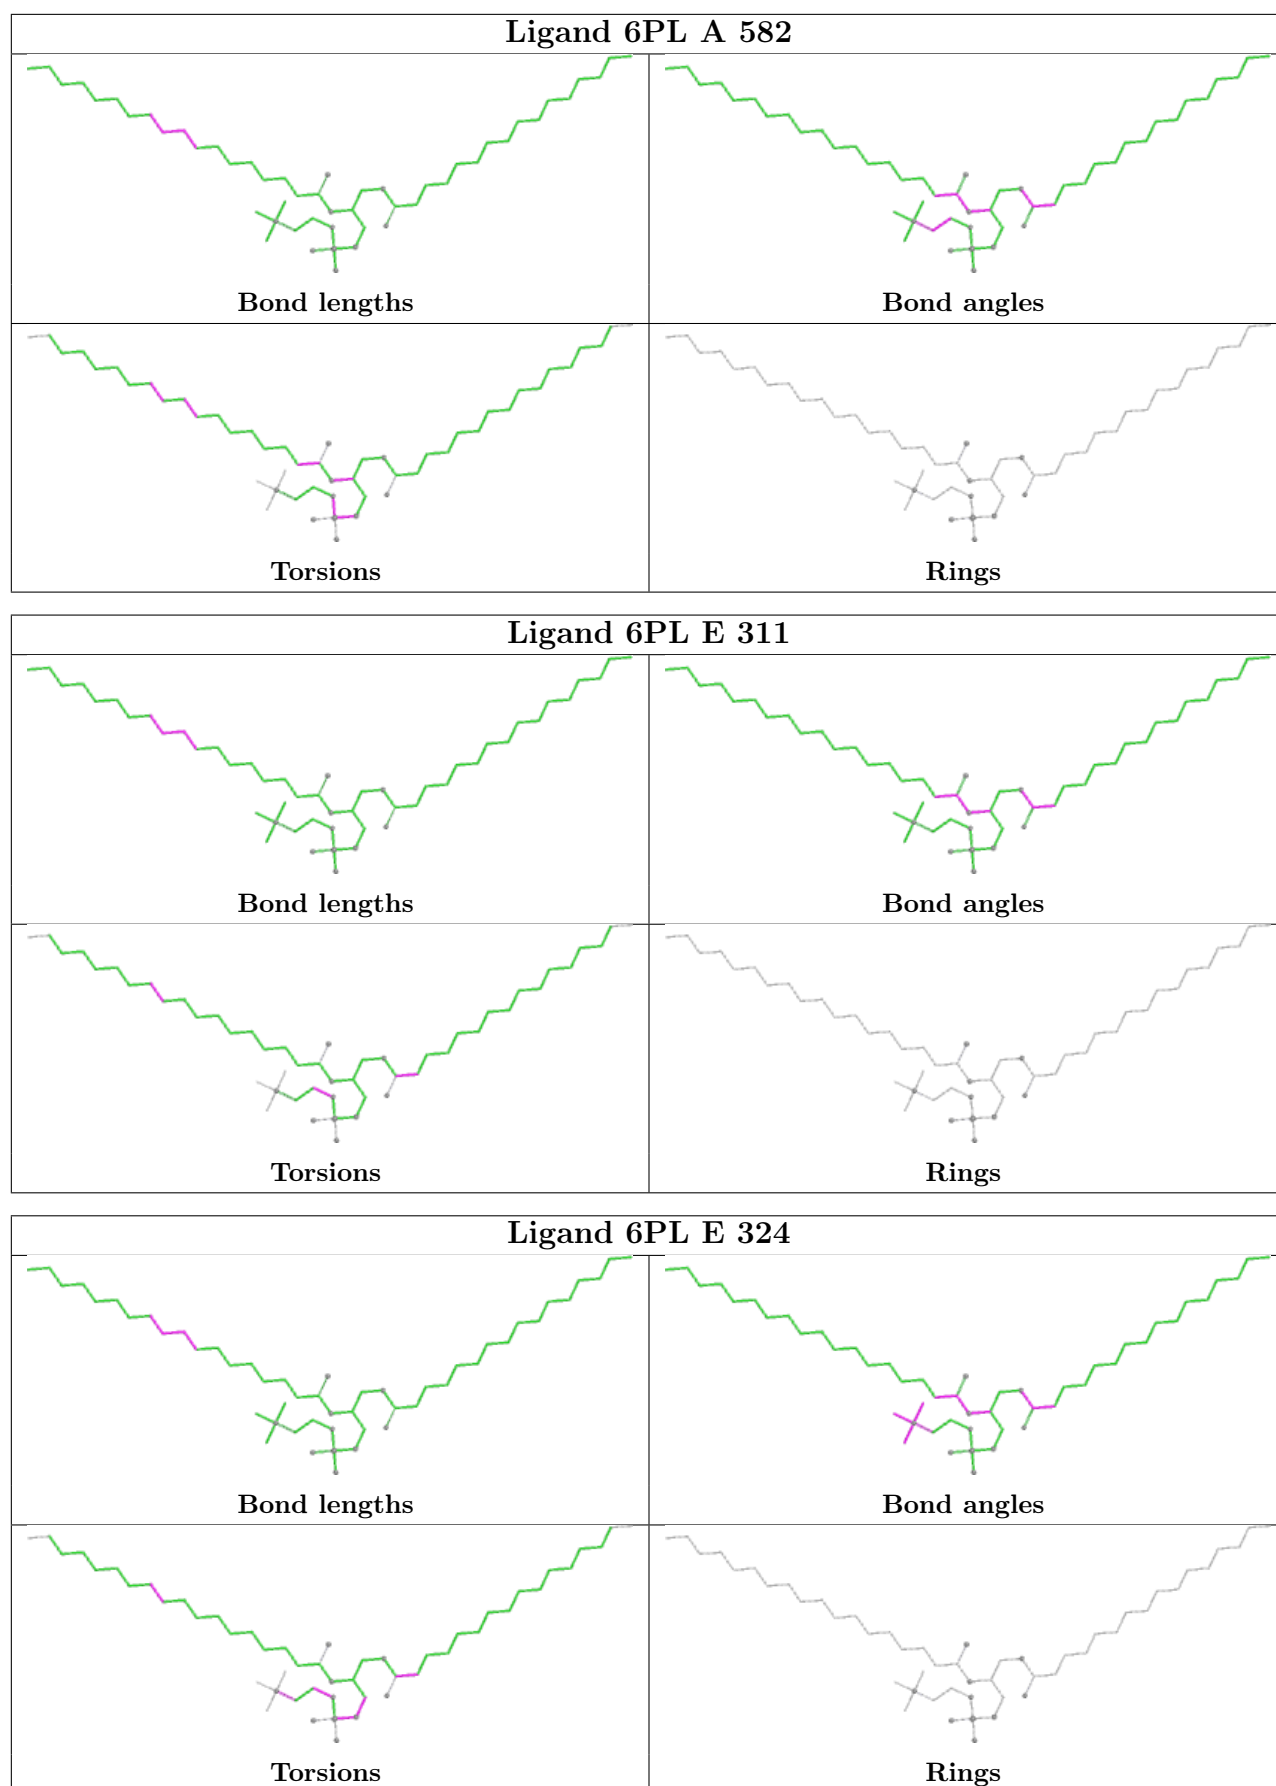 Ligand 6PL A 582
Bond lengths
Bond angles
Torsions
Rings
Ligand 6PL E 311
Bond lengths
Bond angles
Torsions
Rings
Ligand 6PL E 324
Bond lengths
Bond angles
Torsions
Rings